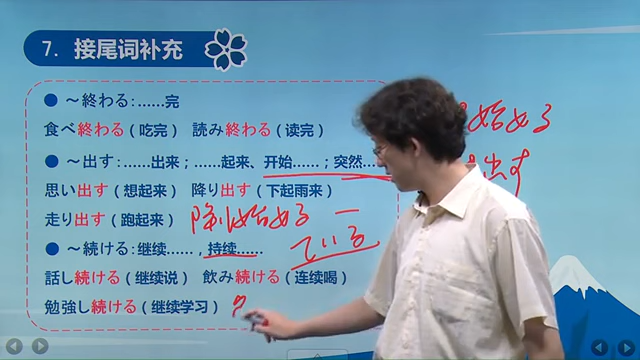 7. 接尾词补充
● ～終わる：……完
食べ終わる（吃完） 読み終わる（读完）
● ～出す：……出来；……起来、开始……；突然…
思い出す（想起来） 降り出す（下起雨来）
走り出す（跑起来） 降り始める
● ～続ける：继续……，持续…… ている
話し続ける（继续说） 飲み続ける（连续喝）
勉強し続ける（继续学习）
始める
出す